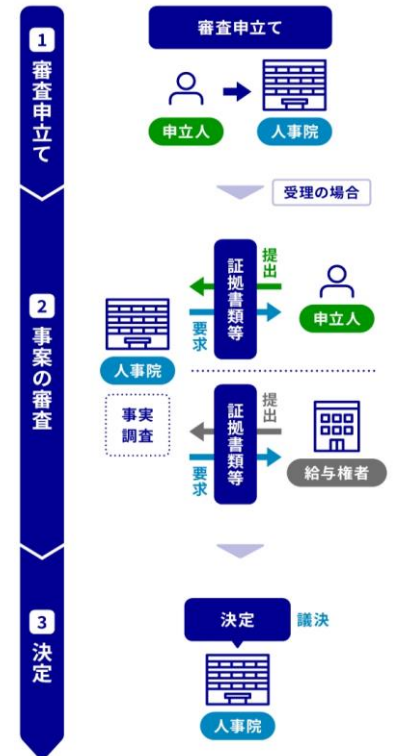 1
審査申立て
審査申立て
申立人
人事院
受理の場合
2
事案の審査
証拠書類等
提出
要求
人事院
申立人
事実
調査
証拠書類等
提出
要求
給与権者
3
決定
決定
議決
人事院